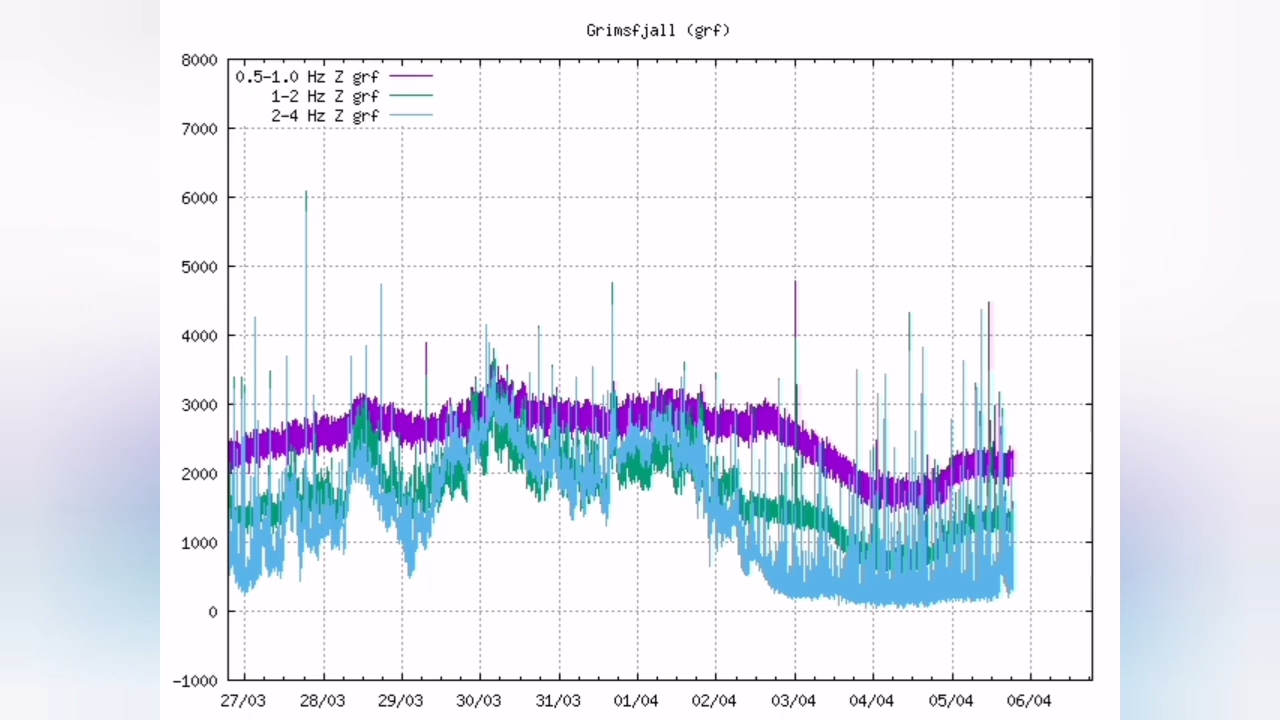 Grimsfjall (grf)
8000
0.5-1.0 Hz Z grf
1-2 Hz Z grf
2-4 Hz Z grf
7000
6000
5000
4000
3000
2000
1000
0
-1000
27/03 28/03 29/03 30/03 31/03 01/04 02/04 03/04 04/04 05/04 06/04